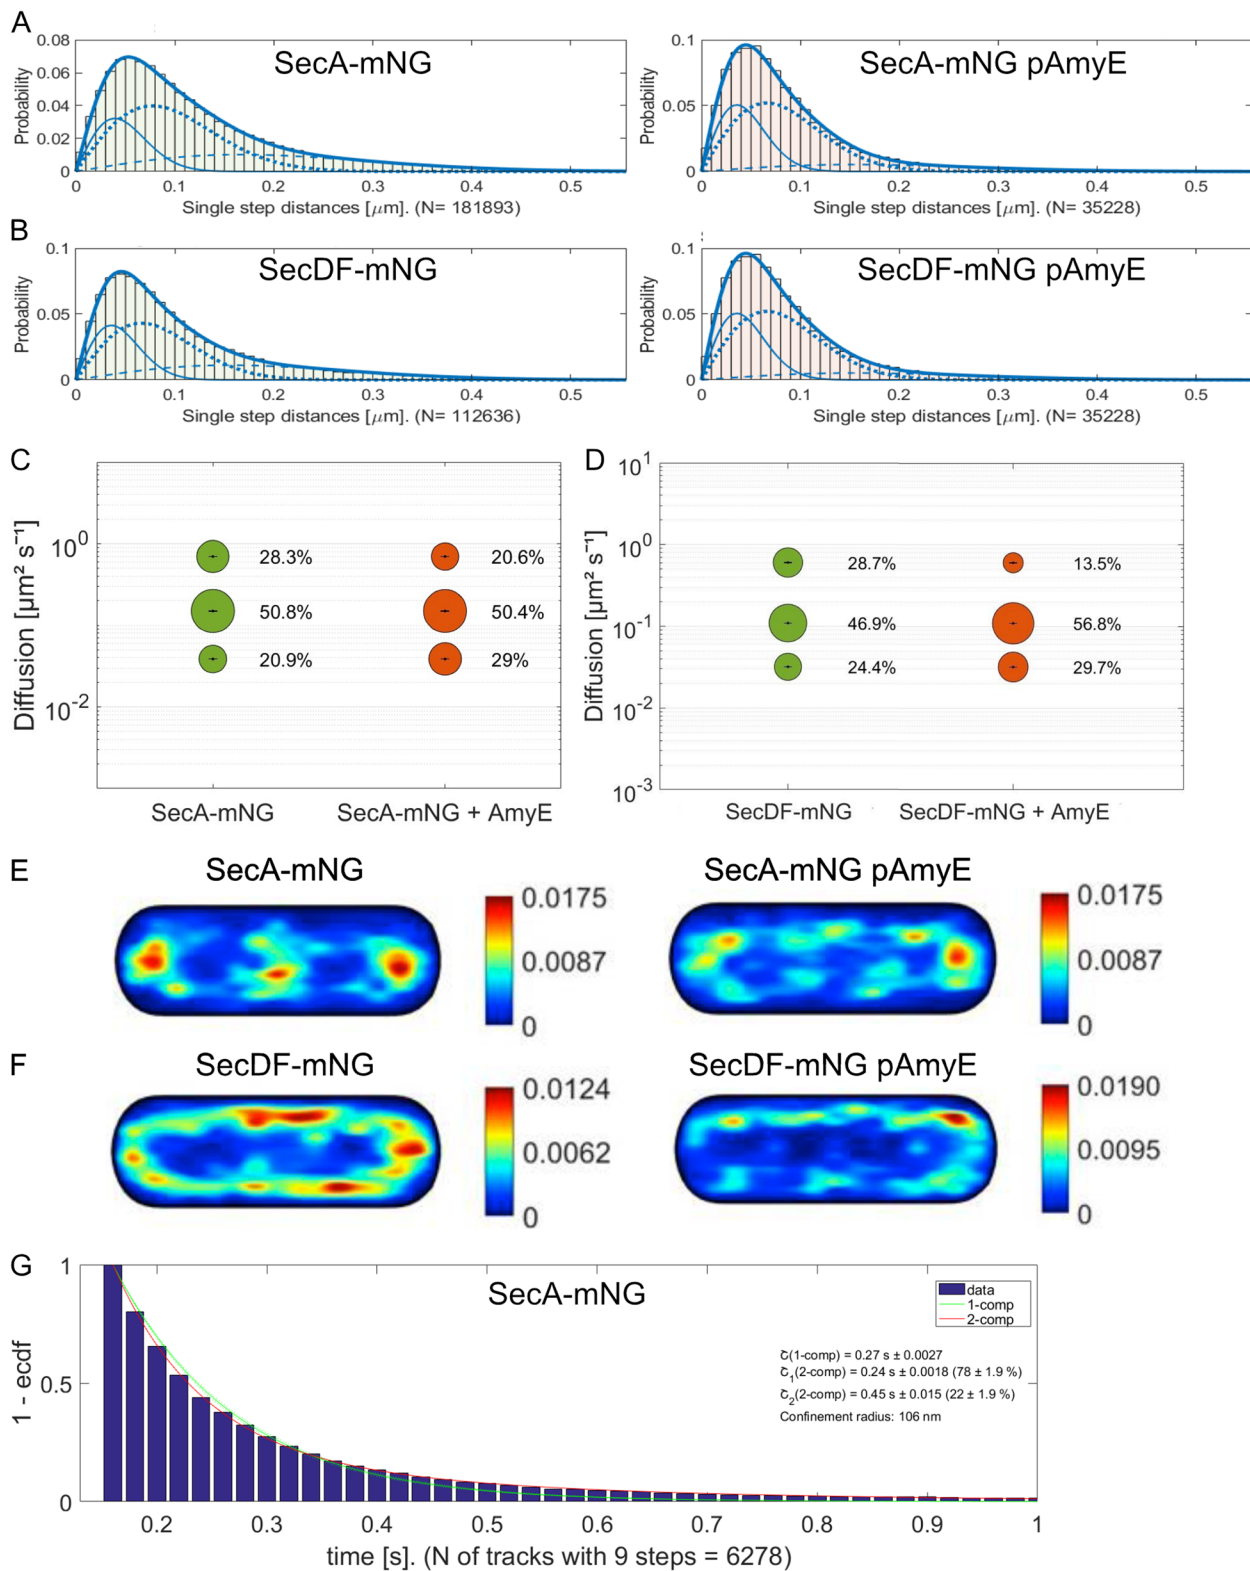 A
SecA-mNG
SecA-mNG pAmyE
Probability
0.08
0.06
0.04
0.02
0
0 0.1 0.2 0.3 0.4 0.5
Single step distances [μm]. (N= 181893)
Probability
0.1
0.05
0
0 0.1 0.2 0.3 0.4 0.5
Single step distances [μm]. (N= 35228)
B
SecDF-mNG
SecDF-mNG pAmyE
Probability
0.1
0.05
0
0 0.1 0.2 0.3 0.4 0.5
Single step distances [μm]. (N= 112636)
Probability
0.1
0.05
0
0 0.1 0.2 0.3 0.4 0.5
Single step distances [μm]. (N= 35228)
C
Diffusion [µm² s⁻¹]
10⁰
10⁻²
28.3%
20.6%
50.8%
50.4%
20.9%
29%
SecA-mNG
SecA-mNG + AmyE
D
Diffusion [µm² s⁻¹]
10¹
10⁰
10⁻¹
10⁻²
10⁻³
28.7%
13.5%
46.9%
56.8%
24.4%
29.7%
SecDF-mNG
SecDF-mNG + AmyE
E
SecA-mNG
0.0175
0.0087
0
SecA-mNG pAmyE
0.0175
0.0087
0
F
SecDF-mNG
0.0124
0.0062
0
SecDF-mNG pAmyE
0.0190
0.0095
0
G
SecA-mNG
1 - ecdf
1
0.5
0
data
1-comp
2-comp
τ(1-comp) = 0.27 s ± 0.0027
τ₁(2-comp) = 0.24 s ± 0.0018 (78 ± 1.9 %)
τ₂(2-comp) = 0.45 s ± 0.015 (22 ± 1.9 %)
Confinement radius: 106 nm
0.2 0.3 0.4 0.5 0.6 0.7 0.8 0.9 1
time [s]. (N of tracks with 9 steps = 6278)